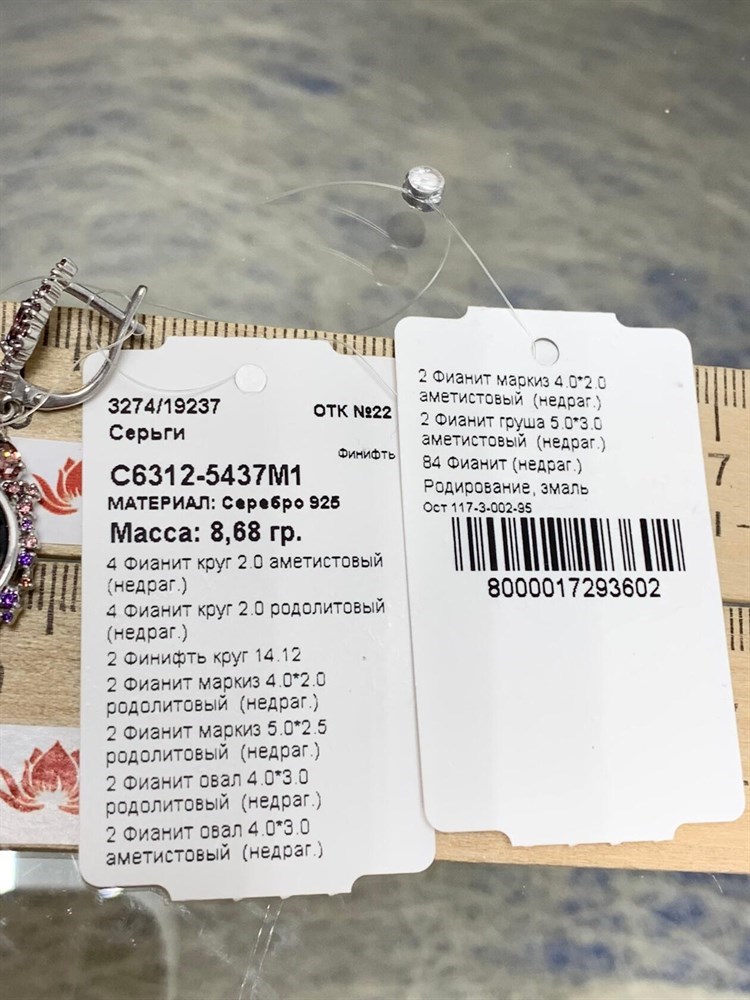 3274/19237
ОТК №22
Серьги
Финифть
С6312-5437М1
МАТЕРИАЛ: Серебро 925
Масса: 8,68 гр.
4 Фианит круг 2.0 аметистовый
(недраг.)
4 Фианит круг 2.0 родолитовый
(недраг.)
2 Финифть круг 14.12
2 Фианит маркиз 4.0*2.0
родолитовый (недраг.)
2 Фианит маркиз 5.0*2.5
родолитовый (недраг.)
2 Фианит овал 4.0*3.0
родолитовый (недраг.)
2 Фианит овал 4.0*3.0
аметистовый (недраг.)
2 Фианит маркиз 4.0*2.0
аметистовый (недраг.)
2 Фианит груша 5.0*3.0
аметистовый (недраг.)
84 Фианит (недраг.)
Родирование, эмаль
Ост 117-3-002-95
8000017293602
7